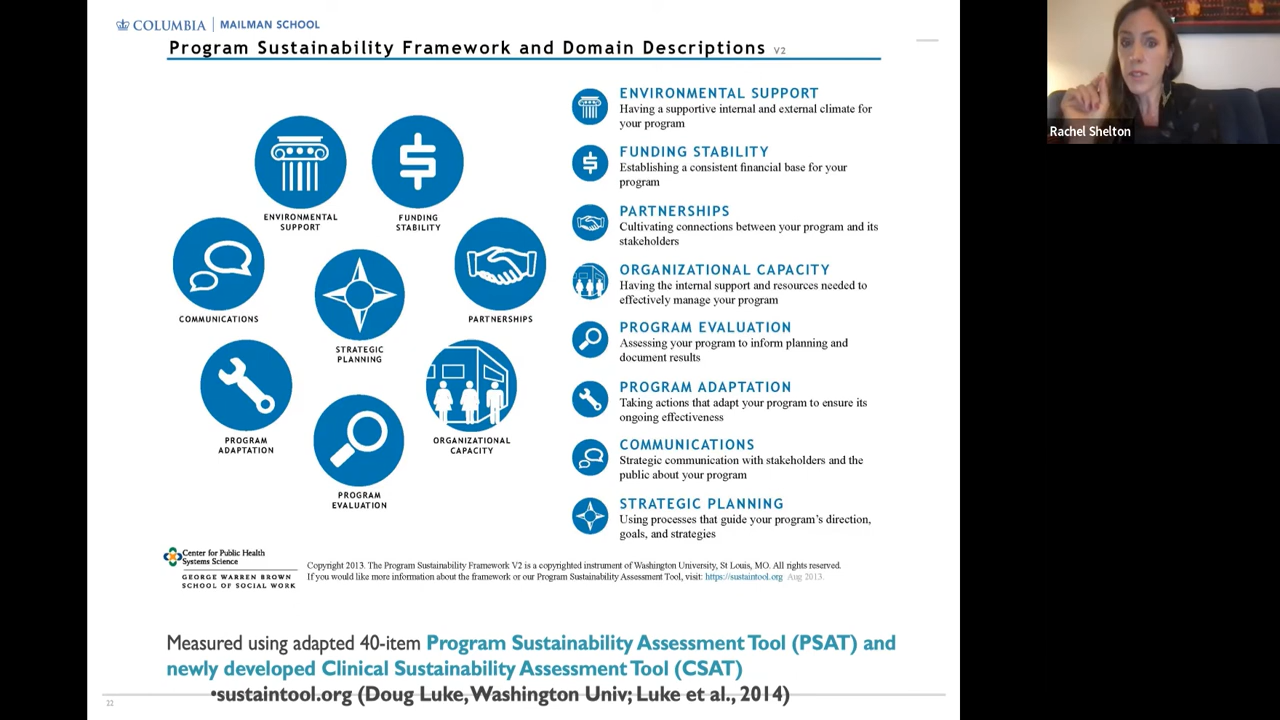 COLUMBIA | MAILMAN SCHOOL
Program Sustainability Framework and Domain Descriptions V2
ENVIRONMENTAL
SUPPORT
FUNDING
STABILITY
COMMUNICATIONS
STRATEGIC
PLANNING
PARTNERSHIPS
PROGRAM
ADAPTATION
PROGRAM
EVALUATION
ORGANIZATIONAL
CAPACITY
ENVIRONMENTAL SUPPORT
Having a supportive internal and external climate for
your program
FUNDING STABILITY
Establishing a consistent financial base for your
program
PARTNERSHIPS
Cultivating connections between your program and its
stakeholders
ORGANIZATIONAL CAPACITY
Having the internal support and resources needed to
effectively manage your program
PROGRAM EVALUATION
Assessing your program to inform planning and
document results
PROGRAM ADAPTATION
Taking actions that adapt your program to ensure its
ongoing effectiveness
COMMUNICATIONS
Strategic communication with stakeholders and the
public about your program
STRATEGIC PLANNING
Using processes that guide your program's direction,
goals, and strategies
Center for Public Health
Systems Science
GEORGE WARREN BROWN
SCHOOL OF SOCIAL WORK
Copyright 2013. The Program Sustainability Framework V2 is a copyrighted instrument of Washington University, St Louis, MO. All rights reserved.
If you would like more information about the framework or our Program Sustainability Assessment Tool, visit: https://sustaintool.org Aug 2013.
Measured using adapted 40-item Program Sustainability Assessment Tool (PSAT) and
newly developed Clinical Sustainability Assessment Tool (CSAT)
•sustaintool.org (Doug Luke, Washington Univ; Luke et al., 2014)
22
Rachel Shelton